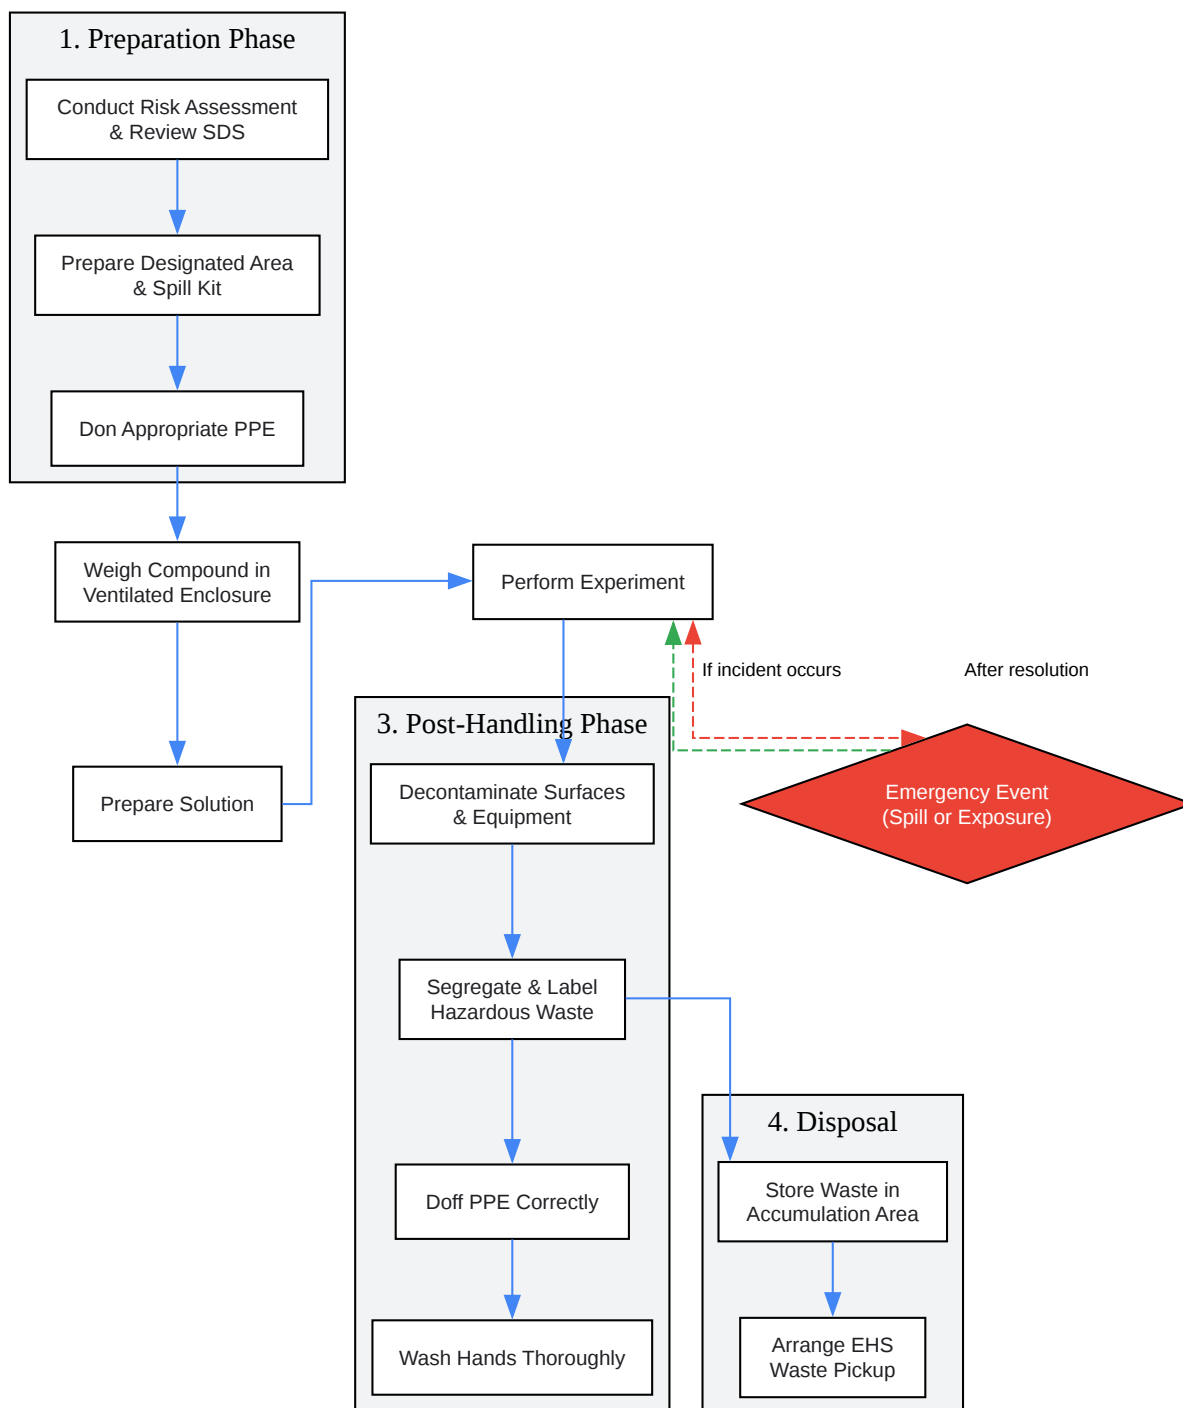 1. Preparation Phase
Conduct Risk Assessment
& Review SDS
Prepare Designated Area
& Spill Kit
Don Appropriate PPE
Weigh Compound in
Ventilated Enclosure
Perform Experiment
If incident occurs
After resolution
3. Post-Handling Phase
Prepare Solution
Decontaminate Surfaces
& Equipment
Emergency Event
(Spill or Exposure)
Segregate & Label
Hazardous Waste
4. Disposal
Doff PPE Correctly
Store Waste in
Accumulation Area
Wash Hands Thoroughly
Arrange EHS
Waste Pickup